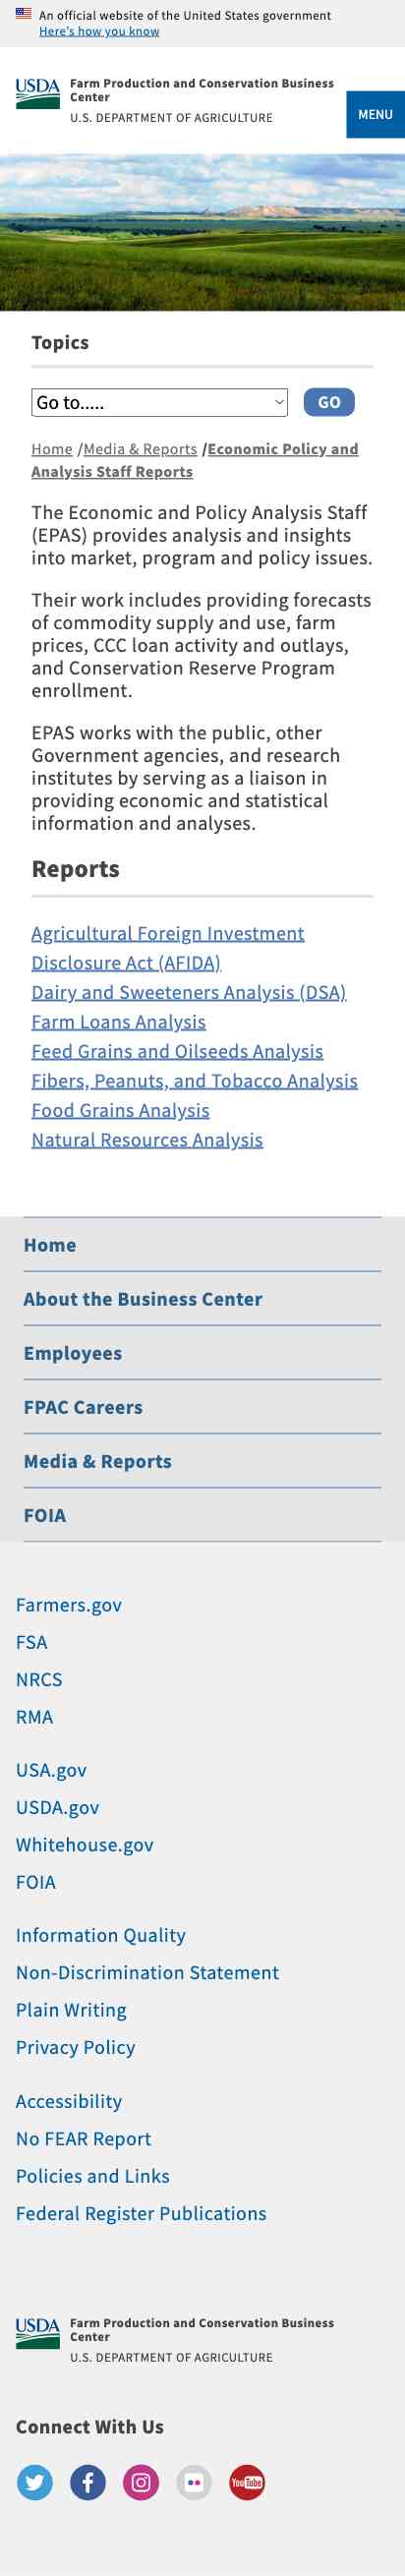 An official website of the United States government
Here's how you know
USDA
Farm Production and Conservation Business
Center
U.S. DEPARTMENT OF AGRICULTURE
MENU
Topics
Go to.....
GO
Home /Media & Reports /Economic Policy and
Analysis Staff Reports
The Economic and Policy Analysis Staff
(EPAS) provides analysis and insights
into market, program and policy issues.
Their work includes providing forecasts
of commodity supply and use, farm
prices, CCC loan activity and outlays,
and Conservation Reserve Program
enrollment.
EPAS works with the public, other
Government agencies, and research
institutes by serving as a liaison in
providing economic and statistical
information and analyses.
Reports
Agricultural Foreign Investment
Disclosure Act (AFIDA)
Dairy and Sweeteners Analysis (DSA)
Farm Loans Analysis
Feed Grains and Oilseeds Analysis
Fibers, Peanuts, and Tobacco Analysis
Food Grains Analysis
Natural Resources Analysis
Home
About the Business Center
Employees
FPAC Careers
Media & Reports
FOIA
Farmers.gov
FSA
NRCS
RMA
USA.gov
USDA.gov
Whitehouse.gov
FOIA
Information Quality
Non-Discrimination Statement
Plain Writing
Privacy Policy
Accessibility
No FEAR Report
Policies and Links
Federal Register Publications
USDA
Farm Production and Conservation Business
Center
U.S. DEPARTMENT OF AGRICULTURE
Connect With Us
YouTube